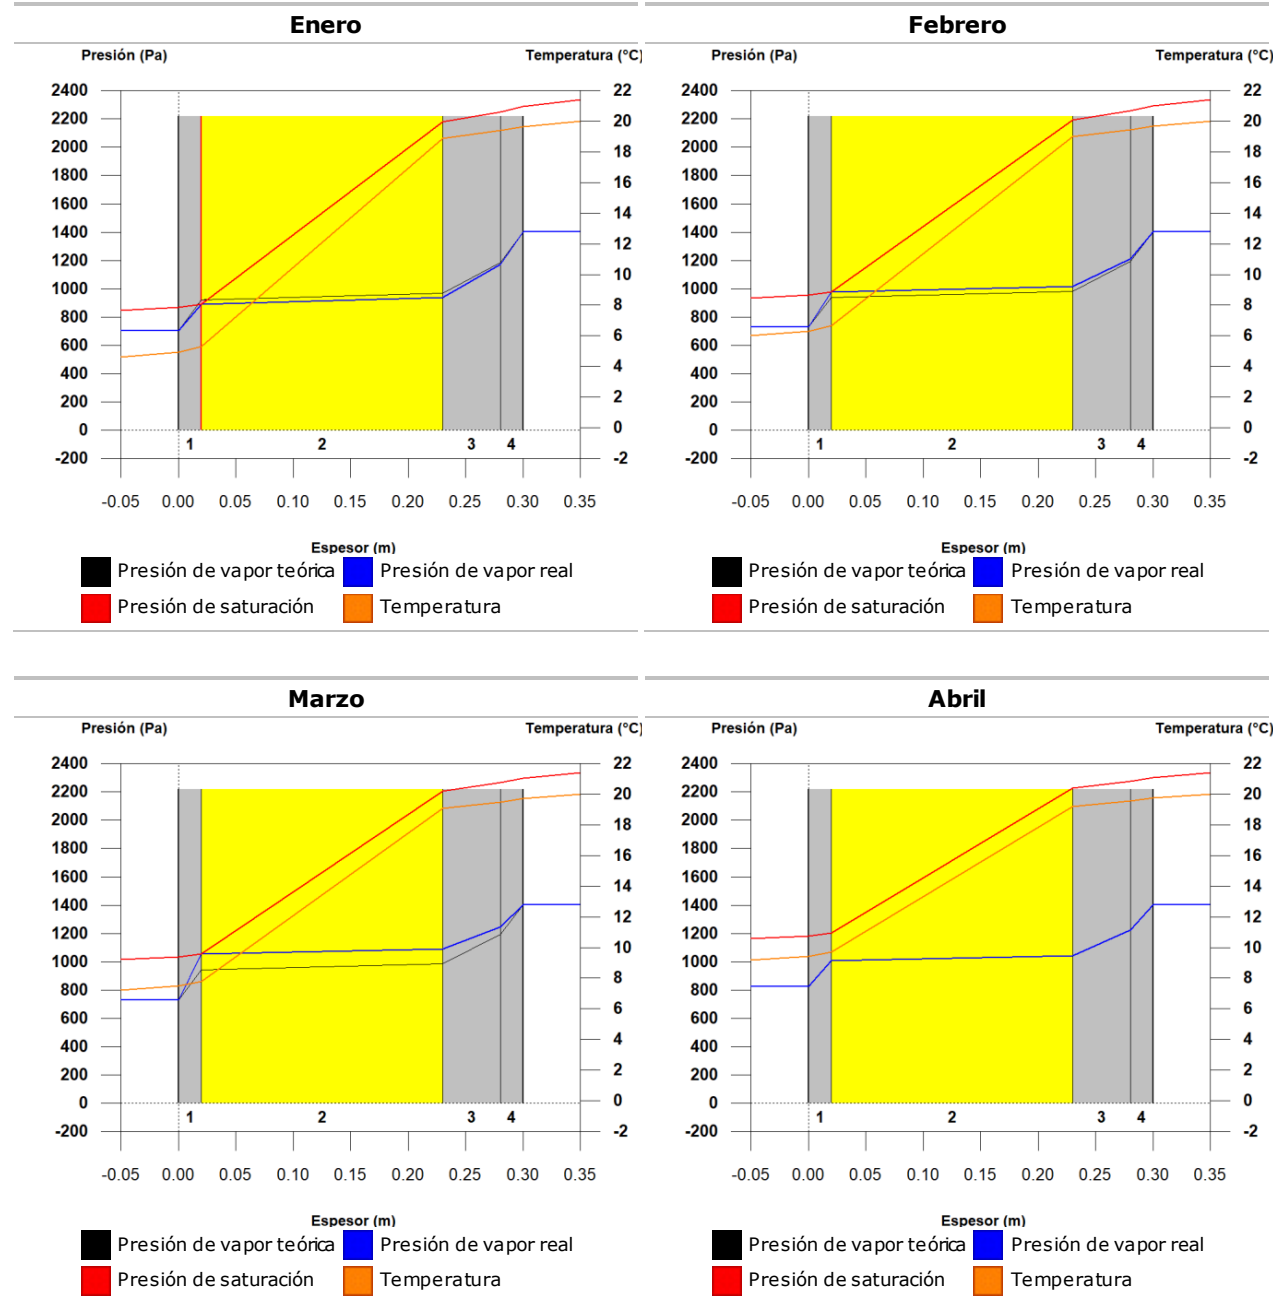 Enero
Presión (Pa) Temperatura (°C)
2400 22
2200 20
2000 18
1800 16
1600 14
1400 12
1200 10
1000 8
800 6
600 4
400 2
200 0
0 -2
-200
1 2 3 4
-0.05 0.00 0.05 0.10 0.15 0.20 0.25 0.30 0.35
Espesor (m)
Presión de vapor teórica Presión de vapor real
Presión de saturación Temperatura
Febrero
Presión (Pa) Temperatura (°C)
2400 22
2200 20
2000 18
1800 16
1600 14
1400 12
1200 10
1000 8
800 6
600 4
400 2
200 0
0 -2
-200
1 2 3 4
-0.05 0.00 0.05 0.10 0.15 0.20 0.25 0.30 0.35
Espesor (m)
Presión de vapor teórica Presión de vapor real
Presión de saturación Temperatura
Marzo
Presión (Pa) Temperatura (°C)
2400 22
2200 20
2000 18
1800 16
1600 14
1400 12
1200 10
1000 8
800 6
600 4
400 2
200 0
0 -2
-200
1 2 3 4
-0.05 0.00 0.05 0.10 0.15 0.20 0.25 0.30 0.35
Espesor (m)
Presión de vapor teórica Presión de vapor real
Presión de saturación Temperatura
Abril
Presión (Pa) Temperatura (°C)
2400 22
2200 20
2000 18
1800 16
1600 14
1400 12
1200 10
1000 8
800 6
600 4
400 2
200 0
0 -2
-200
1 2 3 4
-0.05 0.00 0.05 0.10 0.15 0.20 0.25 0.30 0.35
Espesor (m)
Presión de vapor teórica Presión de vapor real
Presión de saturación Temperatura